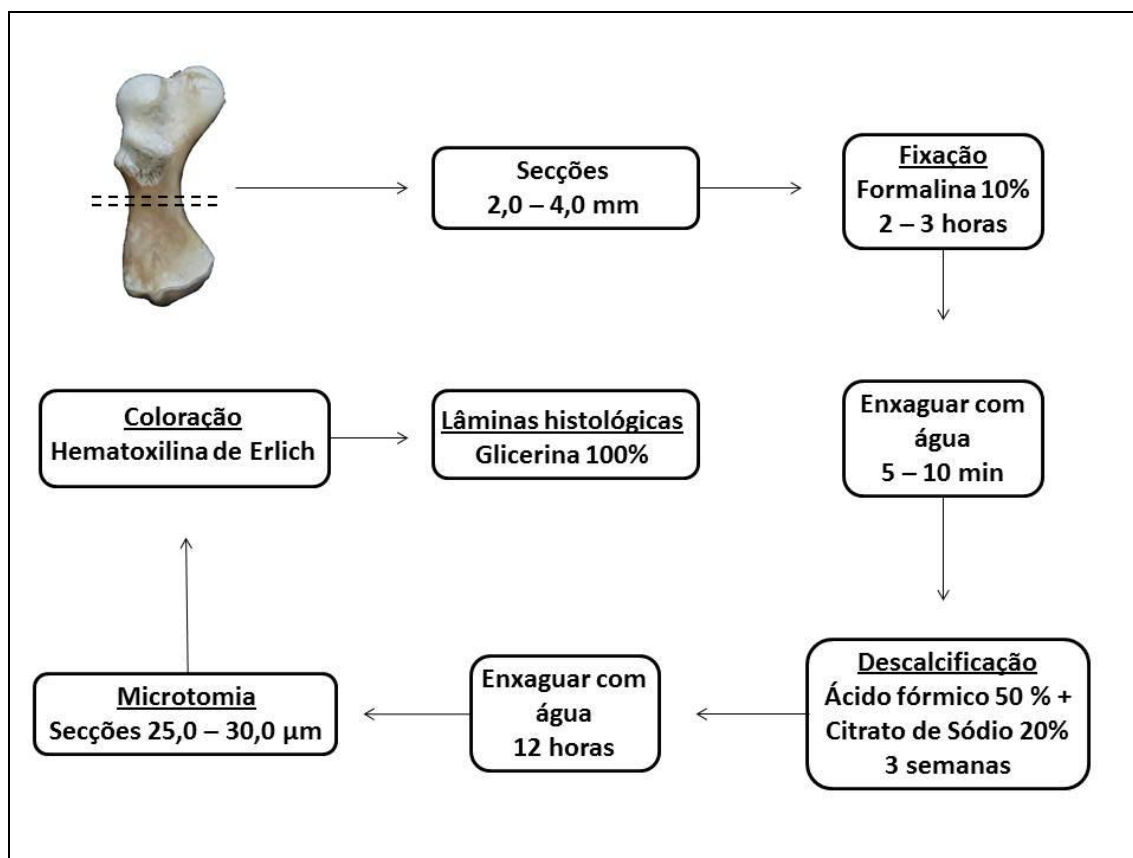 Secções
2,0 – 4,0 mm
Fixação
Formalina 10%
2 – 3 horas
Enxaguar com
água
5 – 10 min
Descalcificação
Ácido fórmico 50 % +
Citrato de Sódio 20%
3 semanas
Enxaguar com
água
12 horas
Microtomia
Secções 25,0 – 30,0 µm
Coloração
Hematoxilina de Erlich
Lâminas histológicas
Glicerina 100%